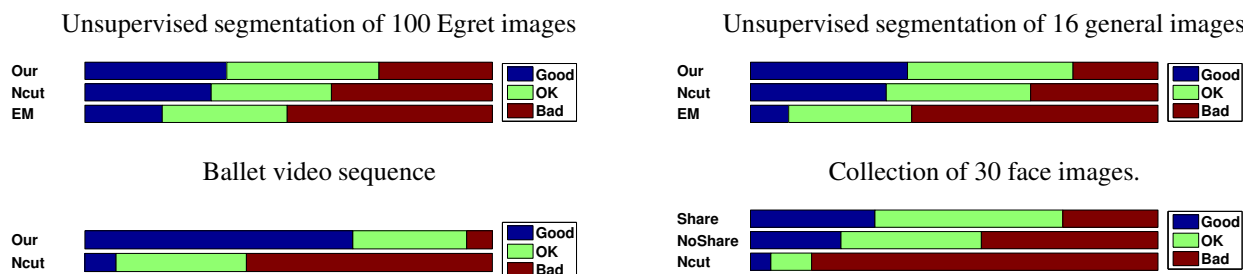 Unsupervised segmentation of 100 Egret images
Our
Ncut
EM
Good
OK
Bad
Unsupervised segmentation of 16 general images
Our
Ncut
EM
Good
OK
Bad
Ballet video sequence
Our
Ncut
Good
OK
Bad
Collection of 30 face images.
Share
NoShare
Ncut
Good
OK
Bad